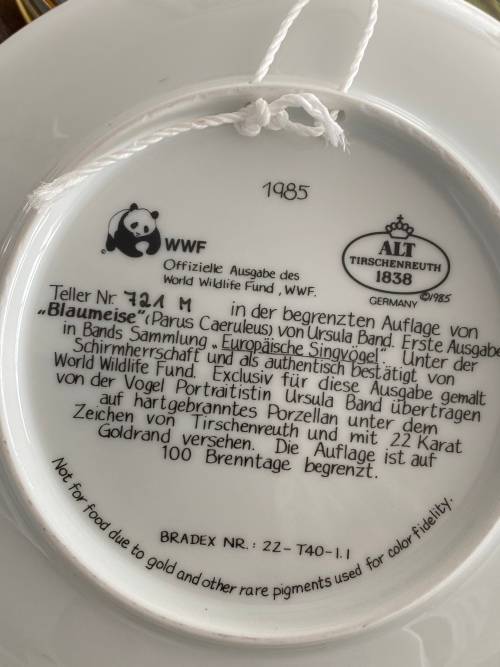 1985
WWF
Offizielle Ausgabe des
World Wildlife Fund, WWF.
ALT
TIRSCHENREUTH
1838
GERMANY ©1985
Teller Nr. 721 M in der begrenzten Auflage von
„Blaumeise" (Parus Caeruleus) von Ursula Band. Erste Ausgabe
in Bands Sammlung „Europäische Singvögel". Unter der
Schirmherrschaft und als authentisch bestätigt von
World Wildlife Fund. Exclusiv für diese Ausgabe gemalt
von der Vogel Portraitistin Ursula Band übertragen
auf hartgebranntes Porzellan unter dem
Zeichen von Tirschenreuth und mit 22 Karat
Goldrand versehen. Die Auflage ist auf
100 Brenntage begrenzt.
BRADEX NR.: 22-T40-1.1
Not for food due to gold and other rare pigments used for color fidelity.